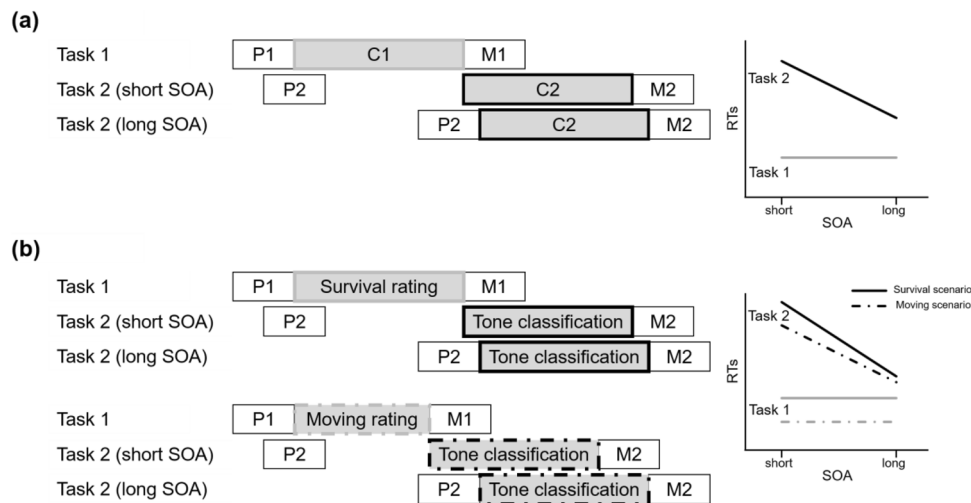 (a)
Task 1 P1 C1 M1
Task 2 (short SOA) P2 C2 M2
Task 2 (long SOA) P2 C2 M2
RTs
Task 2
Task 1
short long
SOA
(b)
Task 1 P1 Survival rating M1
Task 2 (short SOA) P2 Tone classification M2
Task 2 (long SOA) P2 Tone classification M2
Task 1 P1 Moving rating M1
Task 2 (short SOA) P2 Tone classification M2
Task 2 (long SOA) P2 Tone classification M2
Survival scenario
Moving scenario
RTs
Task 2
Task 1
short long
SOA